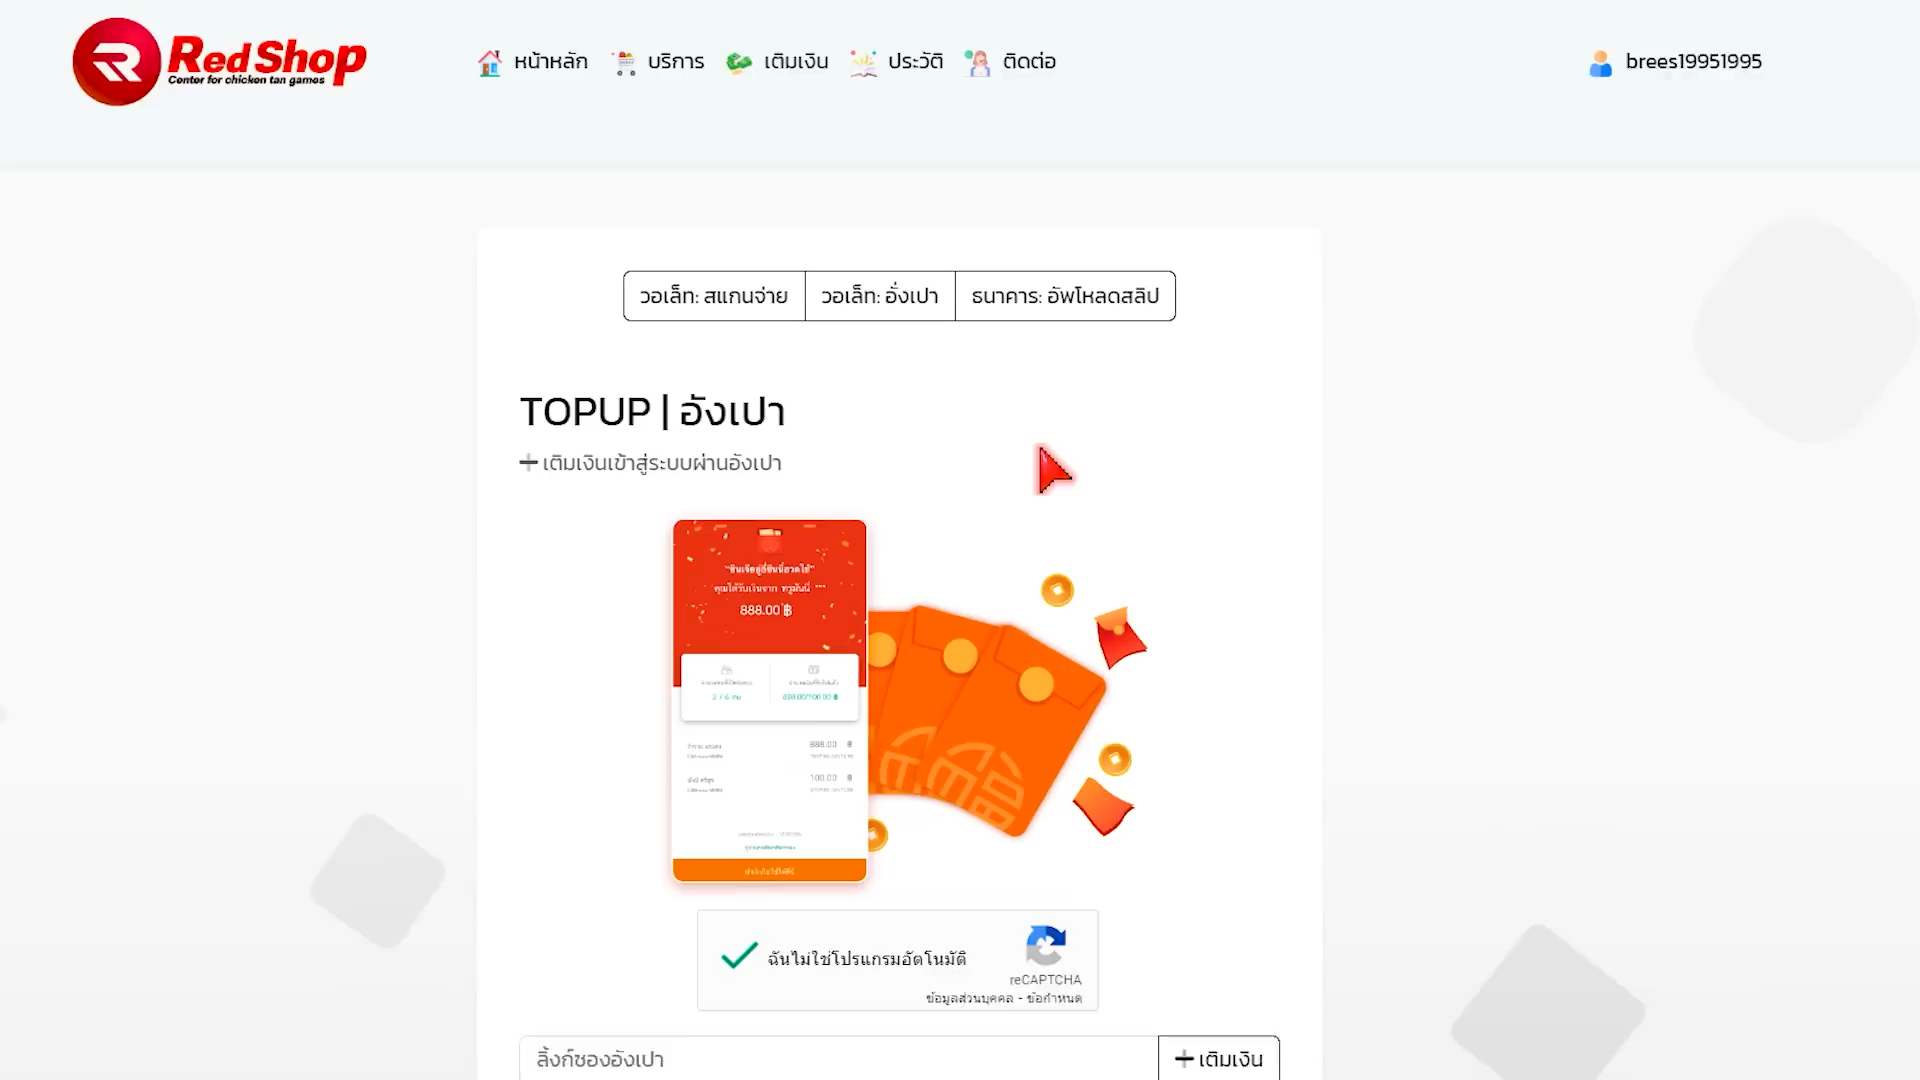 Red Shop
Center for chicken tan games
หน้าหลัก
บริการ
เติมเงิน
ประวัติ
ติดต่อ
brees19951995
วอเล็ท: สแกนจ่าย
วอเล็ท: อั่งเปา
ธนาคาร: อัพโหลดสลิป
TOPUP | อังเปา
เติมเงินเข้าสู่ระบบผ่านอังเปา
888.00 ฿
888.00 ฿
100.00 ฿
ฉันไม่ใช่โปรแกรมอัตโนมัติ
reCAPTCHA
ข้อมูลส่วนบุคคล - ข้อกำหนด
ลิ้งก์ซองอังเปา
เติมเงิน